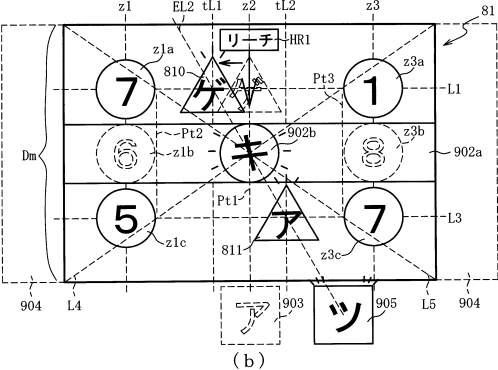 z1 EL2 tL1 z2 tL2 z3 81
リーチ HR1
z1a 810 Pt3 z3a
7 ゲ 1 L1
Dm Pt2 z1b 6 キ 902b 8 z3b 902a
Pt1
5 ア 7 L3
z1c 811 z3c
904 L4 ア 903 ツ 905 L5 904
(b)